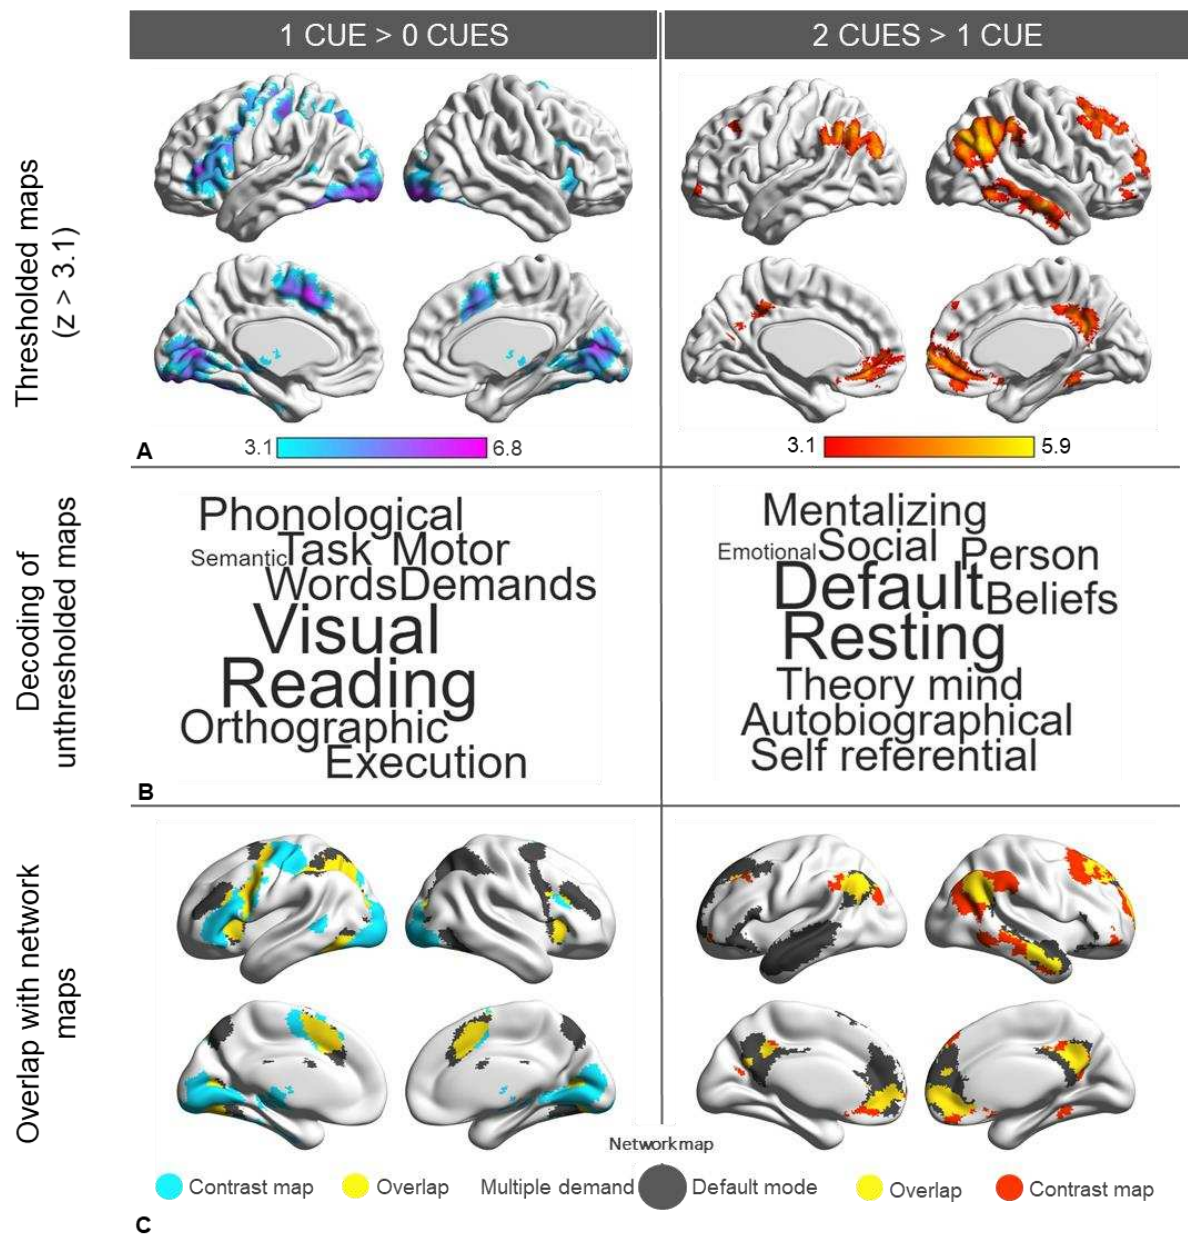 1 CUE > 0 CUES
2 CUES > 1 CUE
Thresholded maps
(z > 3.1)
3.1
6.8
3.1
5.9
A
Decoding of
unthresholded maps
Phonological
Semantic Task Motor
Words Demands
Visual
Reading
Orthographic
Execution
Mentalizing
Emotional Social Person
Default Beliefs
Resting
Theory mind
Autobiographical
Self referential
B
Overlap with network
maps
Network map
Contrast map
Overlap
Multiple demand
Default mode
Overlap
Contrast map
C